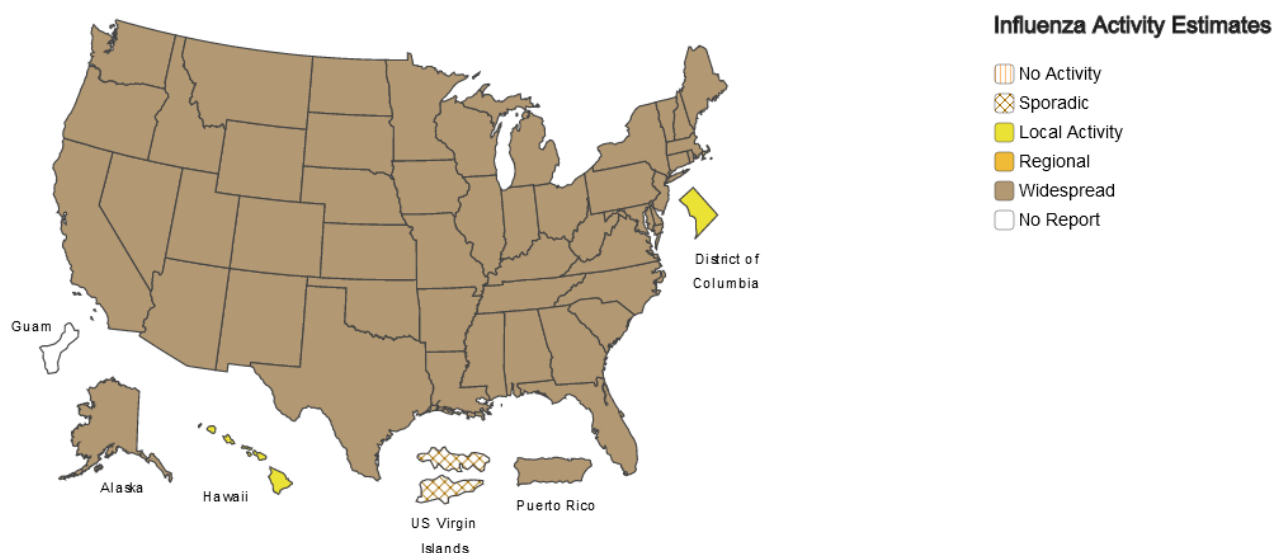 Influenza Activity Estimates
No Activity
Sporadic
Local Activity
Regional
Widespread
No Report
District of
Columbia
Guam
Alaska
Hawaii
US Virgin
Islands
Puerto Rico